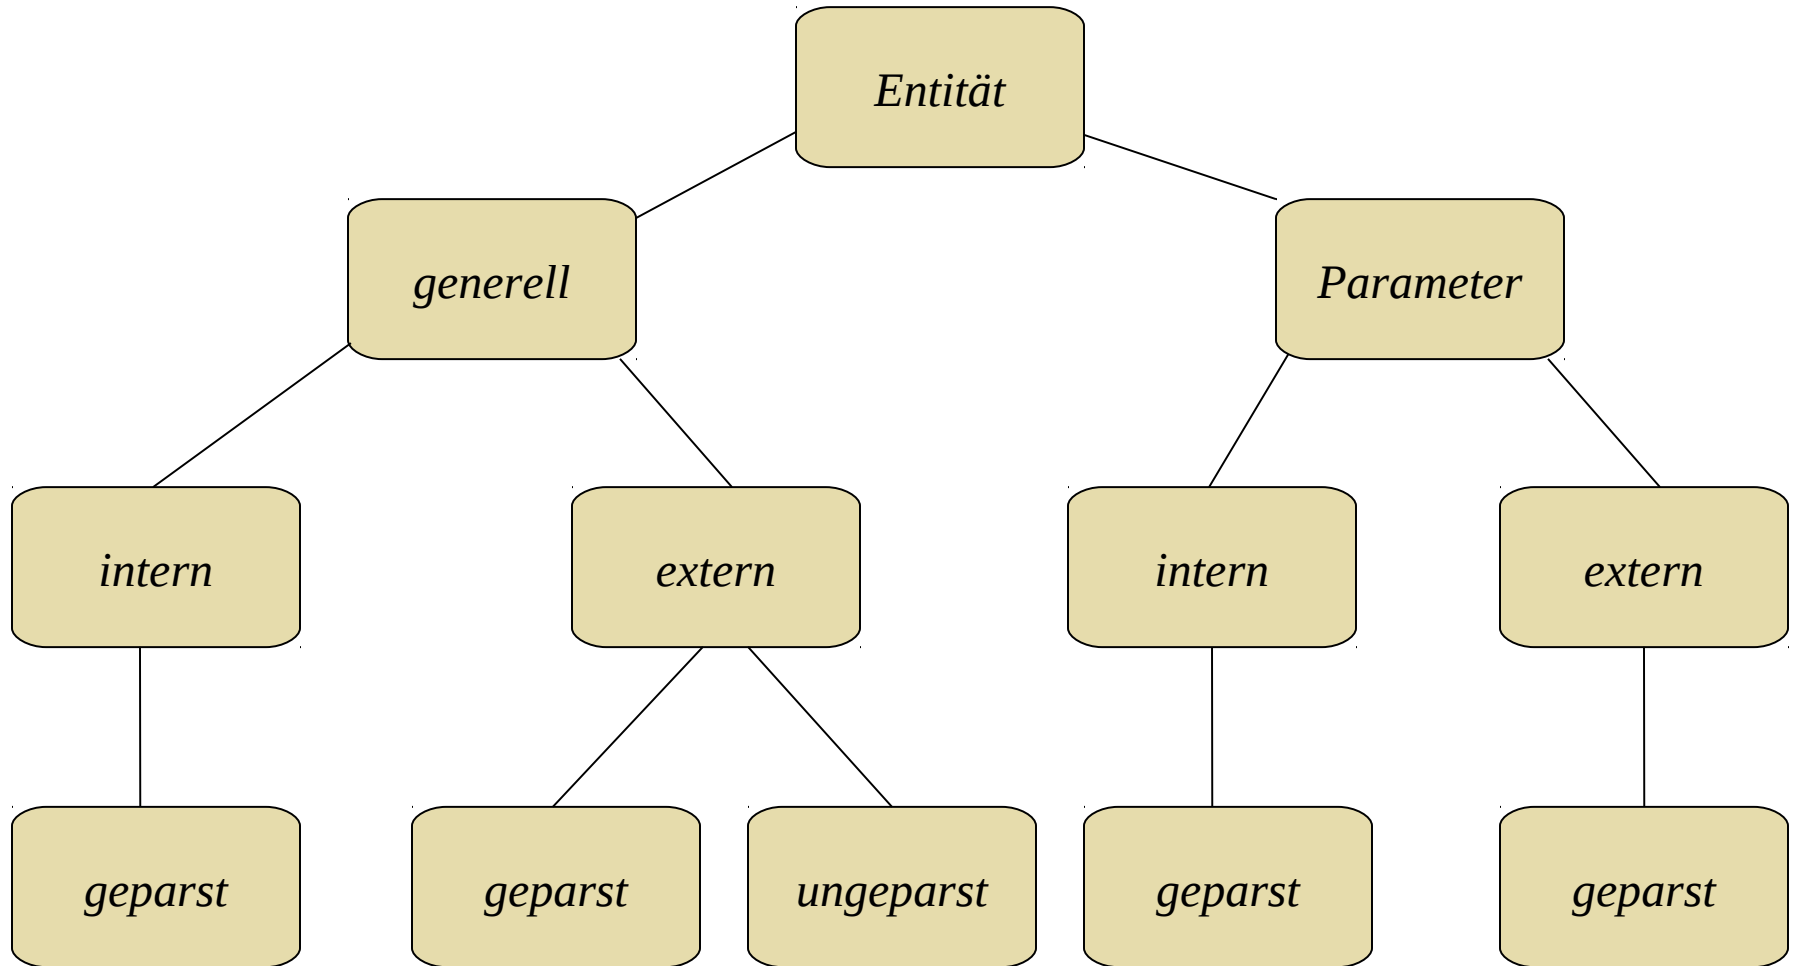 Entität
generell
Parameter
intern
extern
intern
extern
geparst
geparst
ungeparst
geparst
geparst